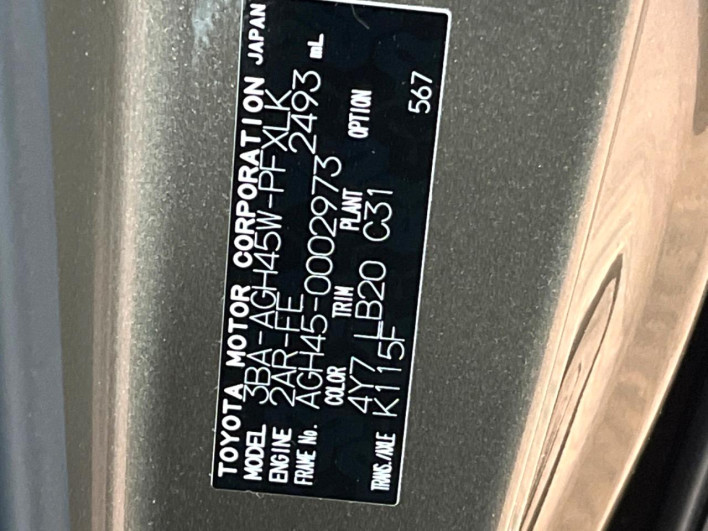 TOYOTA MOTOR CORPORATION JAPAN
MODEL 3BA-AGH45W-PFXLK
ENGINE 2AR-FE 2493 mL
FRAME No. AGH45-0002973
COLOR TRIM PLANT OPTION
4Y7 LB20 C31
TRANS./AXLE K115F 567